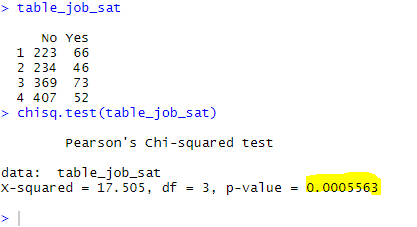 > table_job_sat
No Yes
1 223 66
2 234 46
3 369 73
4 407 52
> chisq.test(table_job_sat)
Pearson's Chi-squared test
data: table_job_sat
X-squared = 17.505, df = 3, p-value = 0.0005563
>